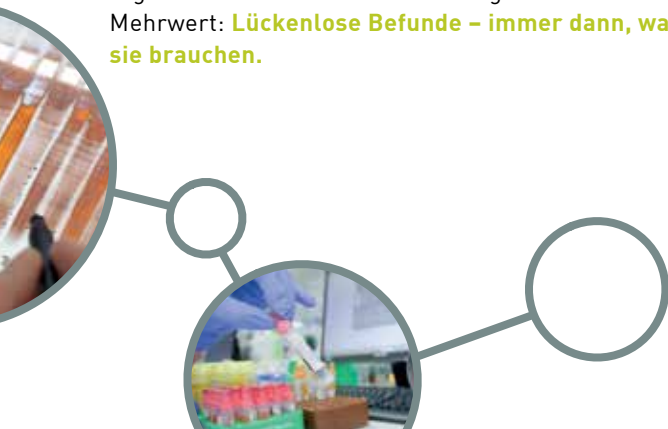 Mehrwert: Lückenlose Befunde – immer dann, wa
sie brauchen.